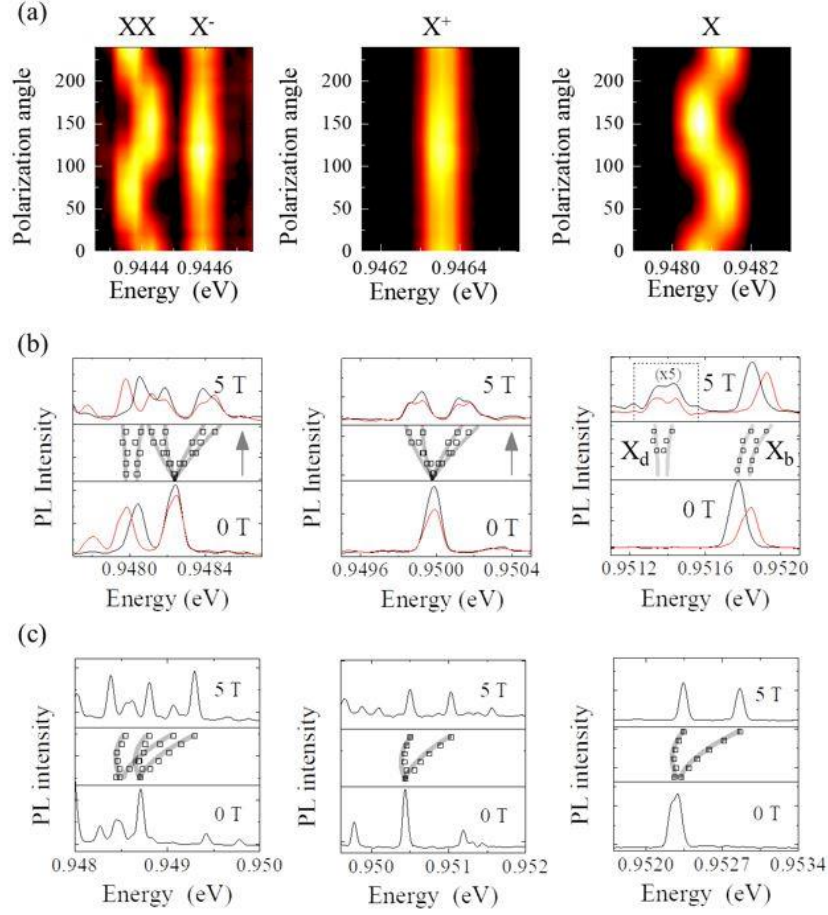 (a)
XX X⁻ X⁺ X
Polarization angle
200
150
100
50
0
0.9444 0.9446
Energy (eV)
Polarization angle
200
150
100
50
0
0.9462 0.9464
Energy (eV)
Polarization angle
200
150
100
50
0
0.9480 0.9482
Energy (eV)
(b)
PL Intensity
5 T
0 T
0.9480 0.9484
Energy (eV)
PL Intensity
5 T
0 T
0.9496 0.9500 0.9504
Energy (eV)
PL Intensity
(x5) 5 T
X_d X_b
0 T
0.9512 0.9516 0.9520
Energy (eV)
(c)
PL intensity
5 T
0 T
0.948 0.949 0.950
Energy (eV)
PL intensity
5 T
0 T
0.950 0.951 0.952
Energy (eV)
PL intensity
5 T
0 T
0.9520 0.9527 0.9534
Energy (eV)